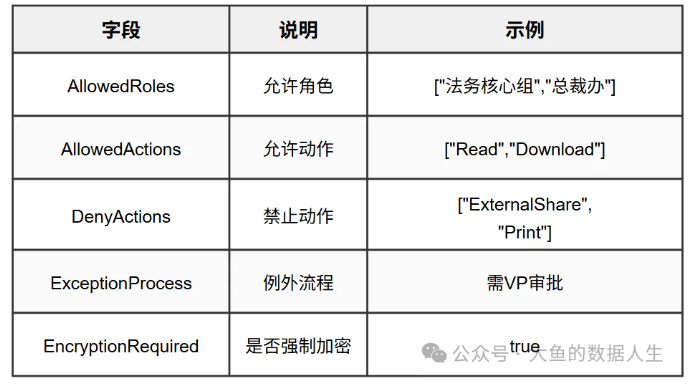 字段 说明 示例
AllowedRoles 允许角色 ["法务核心组","总裁办"]
AllowedActions 允许动作 ["Read","Download"]
DenyActions 禁止动作 ["ExternalShare",
"Print"]
ExceptionProcess 例外流程 需VP审批
EncryptionRequired 是否强制加密 true
公众号·大鱼的数据人生